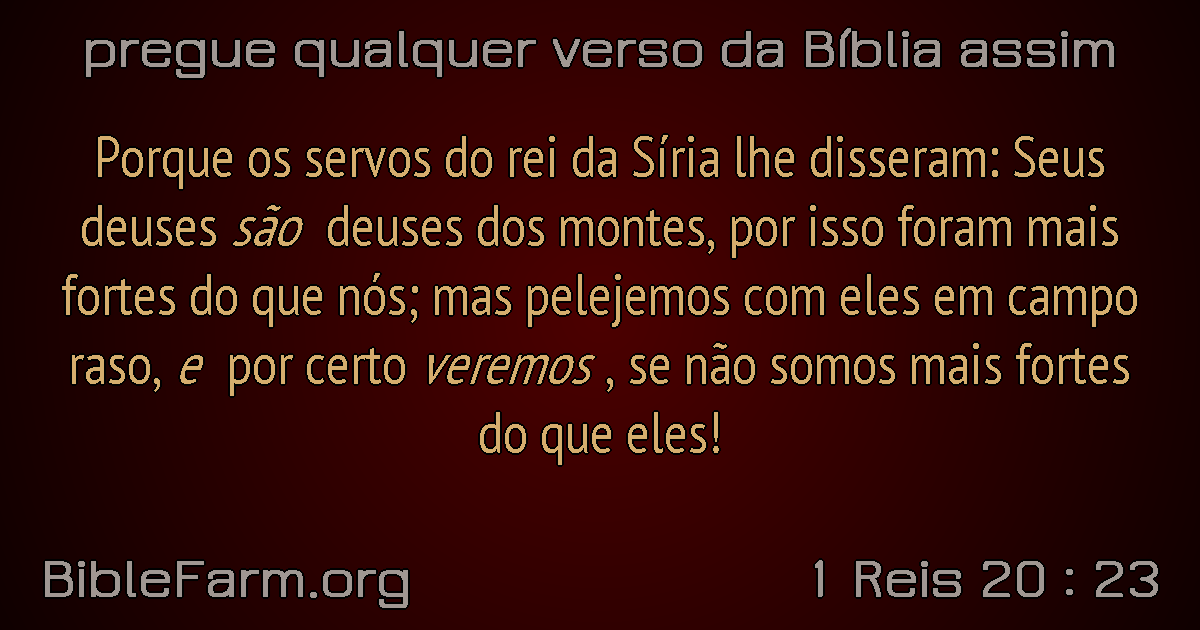 pregue qualquer verso da Bíblia assim
Porque os servos do rei da Síria lhe disseram: Seus
deuses são deuses dos montes, por isso foram mais
fortes do que nós; mas pelejemos com eles em campo
raso, e por certo veremos , se não somos mais fortes
do que eles!
BibleFarm.org
1 Reis 20 : 23